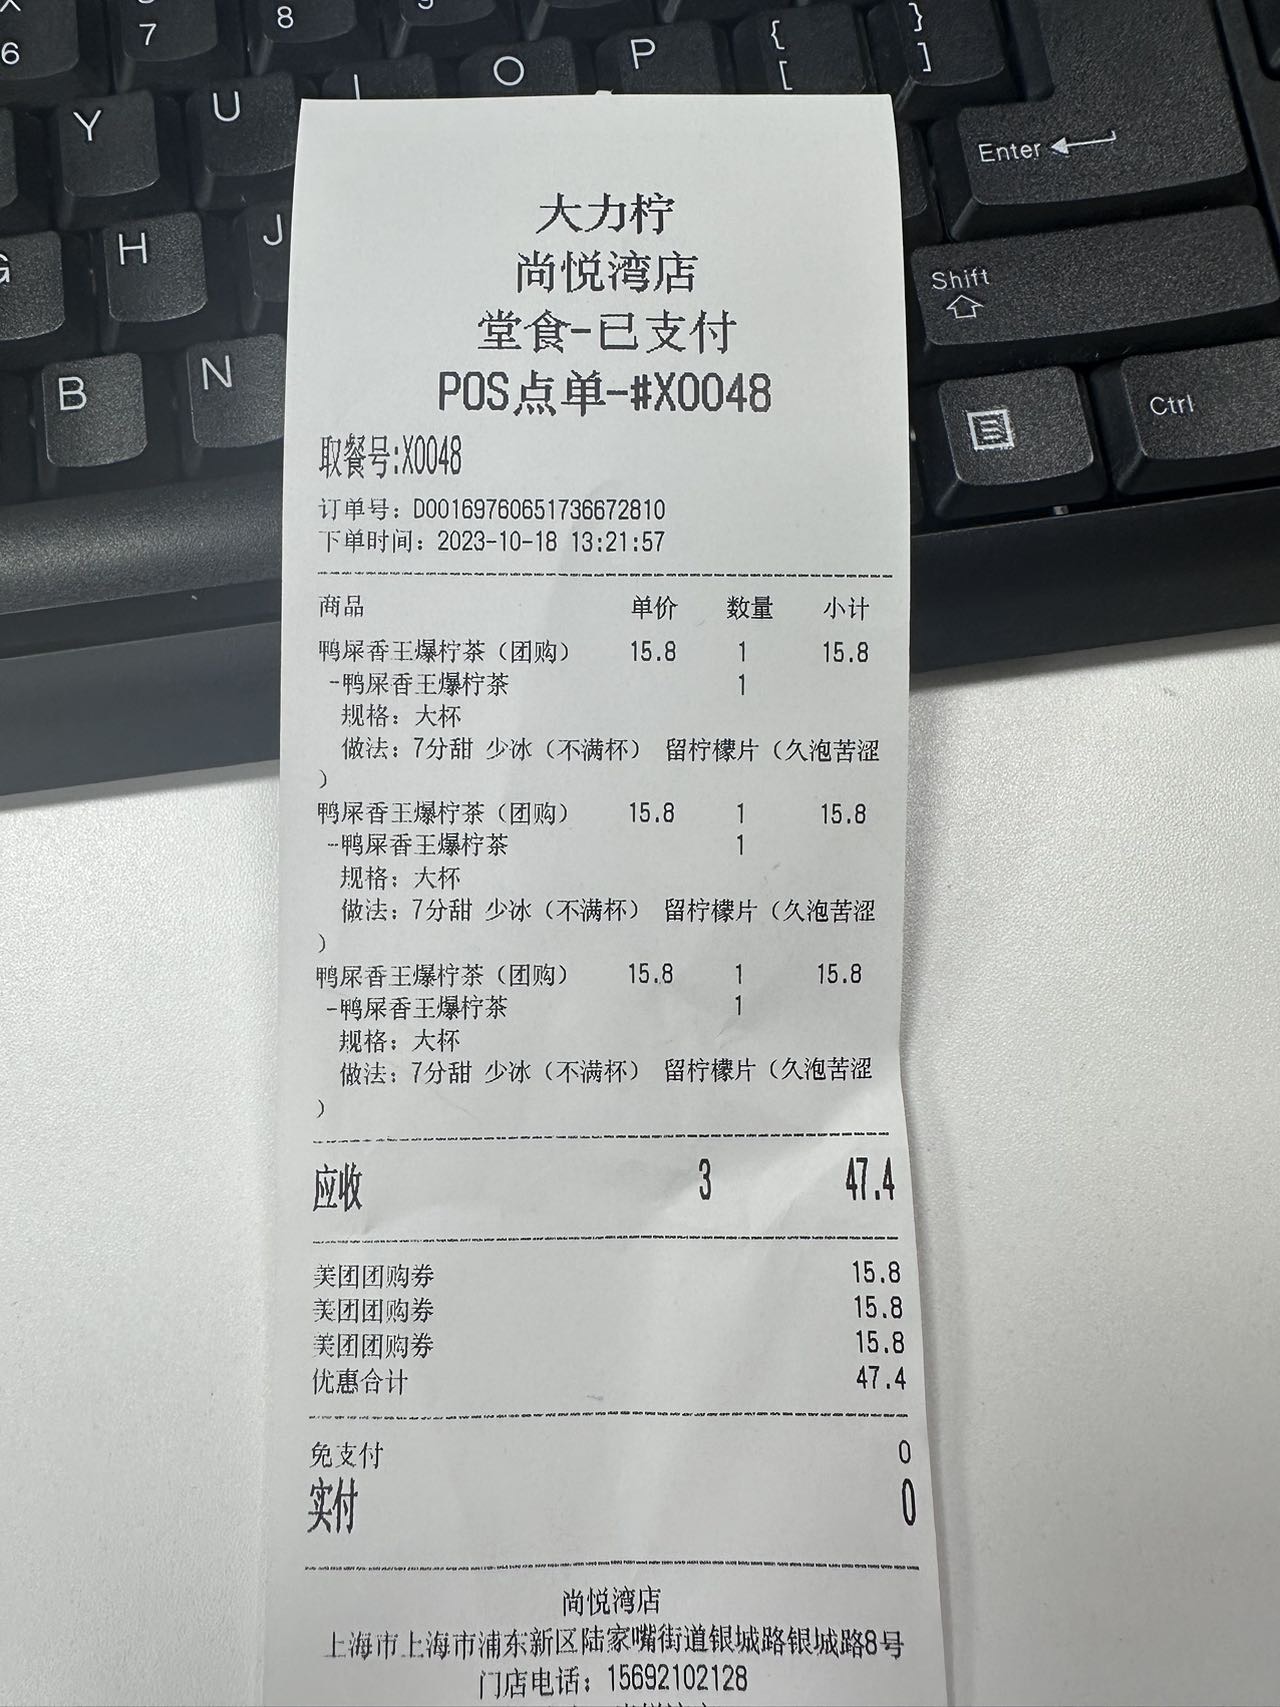 6
7
8
9
Y
U
I
O
P
{
[
}
]
Enter
G
H
J
Shift
B
N
Ctrl
大力柠
尚悦湾店
堂食-已支付
POS点单-#X0048
取餐号:X0048
订单号：D00169760651736672810
下单时间：2023-10-18 13:21:57
商品 单价 数量 小计
鸭屎香王爆柠茶（团购） 15.8 1 15.8
-鸭屎香王爆柠茶 1
规格：大杯
做法：7分甜 少冰（不满杯） 留柠檬片（久泡苦涩
）
鸭屎香王爆柠茶（团购） 15.8 1 15.8
-鸭屎香王爆柠茶 1
规格：大杯
做法：7分甜 少冰（不满杯） 留柠檬片（久泡苦涩
）
鸭屎香王爆柠茶（团购） 15.8 1 15.8
-鸭屎香王爆柠茶 1
规格：大杯
做法：7分甜 少冰（不满杯） 留柠檬片（久泡苦涩
）
应收 3 47.4
美团团购券 15.8
美团团购券 15.8
美团团购券 15.8
优惠合计 47.4
免支付 0
实付 0
尚悦湾店
上海市上海市浦东新区陆家嘴街道银城路银城路8号
门店电话：15692102128